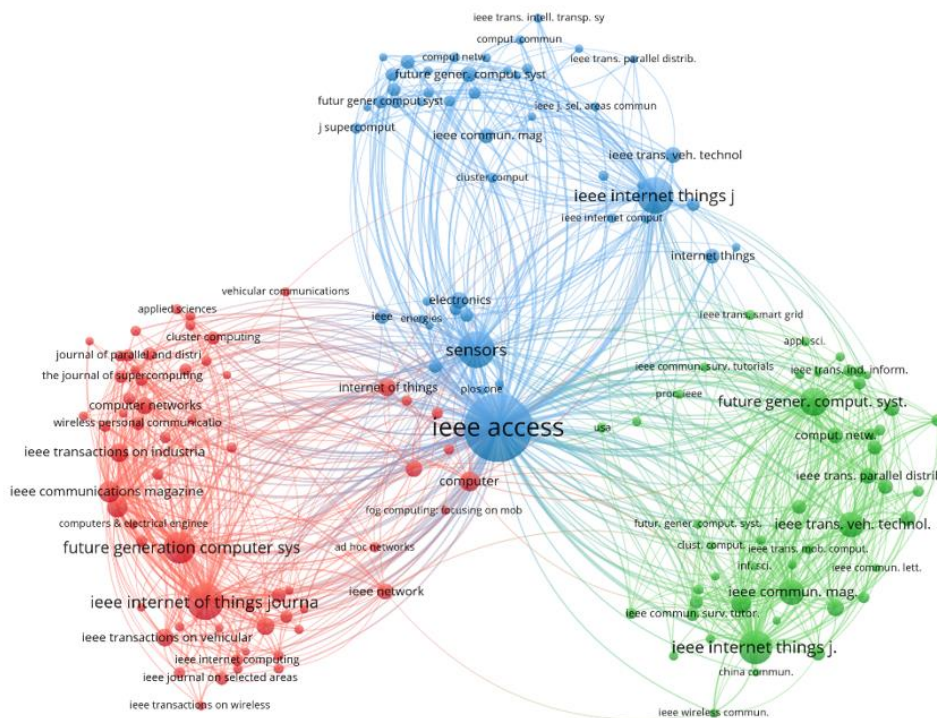 ieee trans. intell. transp. sy
comput. commun
comput netw.
ieee trans. parallel distrib.
future gener. comput. syst
futur gener comput syst
ieee j. sel. areas commun
j supercomput
ieee commun. mag
ieee trans. veh. technol
cluster comput
ieee internet things j
ieee internet comput
internet things
vehicular communications
electronics
applied sciences
ieee
energies
ieee trans. smart grid
cluster computing
sensors
appl. sci.
journal of parallel and distri
ieee commun. surv. tutorials
ieee trans. ind. inform.
the journal of supercomputing
internet of things
plos one
proc. ieee
computer networks
future gener. comput. syst.
wireless personal communicatio
ieee access
usa
comput. netw.
ieee transactions on industria
ieee trans. parallel distrib
computer
ieee communications magazine
fog computing: focusing on mob
computers & electrical enginee
futur. gener. comput. syst.
ieee trans. veh. technol.
future generation computer sys
ad hoc networks
clust. comput.
ieee trans. mob. comput.
inf. sci.
ieee commun. lett.
ieee network
ieee commun. mag.
ieee internet of things journa
ieee commun. surv. tutor.
ieee transactions on vehicular
ieee internet things j.
ieee internet computing
china commun.
ieee journal on selected areas
ieee transactions on wireless
ieee wireless commun.